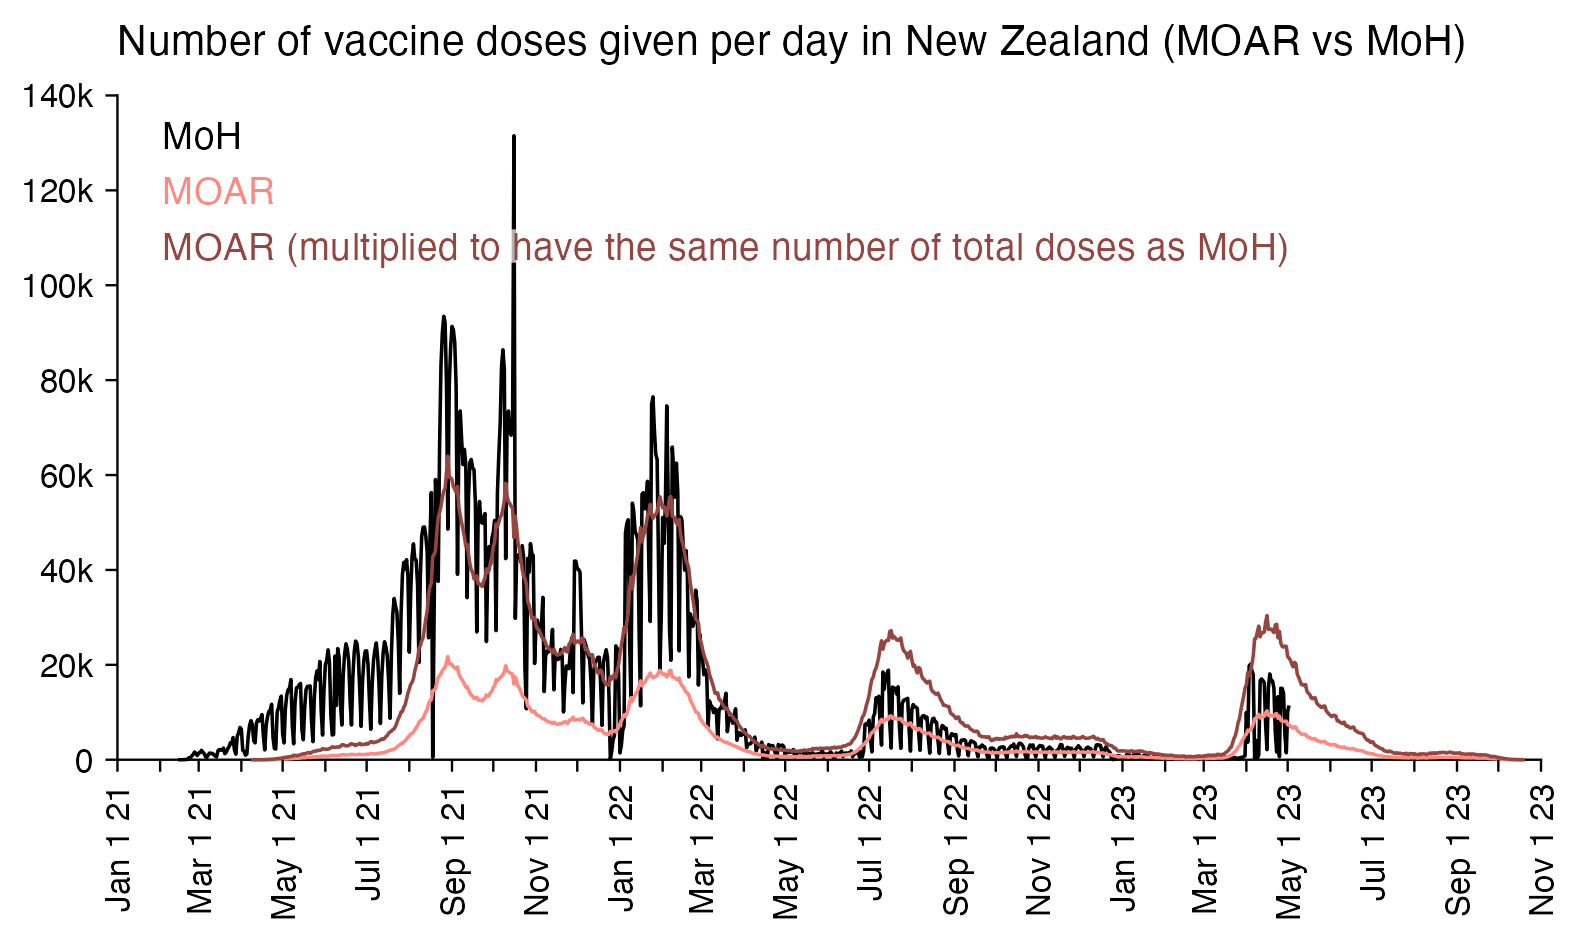 Number of vaccine doses given per day in New Zealand (MOAR vs MoH)
140k
120k
100k
80k
60k
40k
20k
0
MoH
MOAR
MOAR (multiplied to have the same number of total doses as MoH)
Jan 1 21
Mar 1 21
May 1 21
Jul 1 21
Sep 1 21
Nov 1 21
Jan 1 22
Mar 1 22
May 1 22
Jul 1 22
Sep 1 22
Nov 1 22
Jan 1 23
Mar 1 23
May 1 23
Jul 1 23
Sep 1 23
Nov 1 23